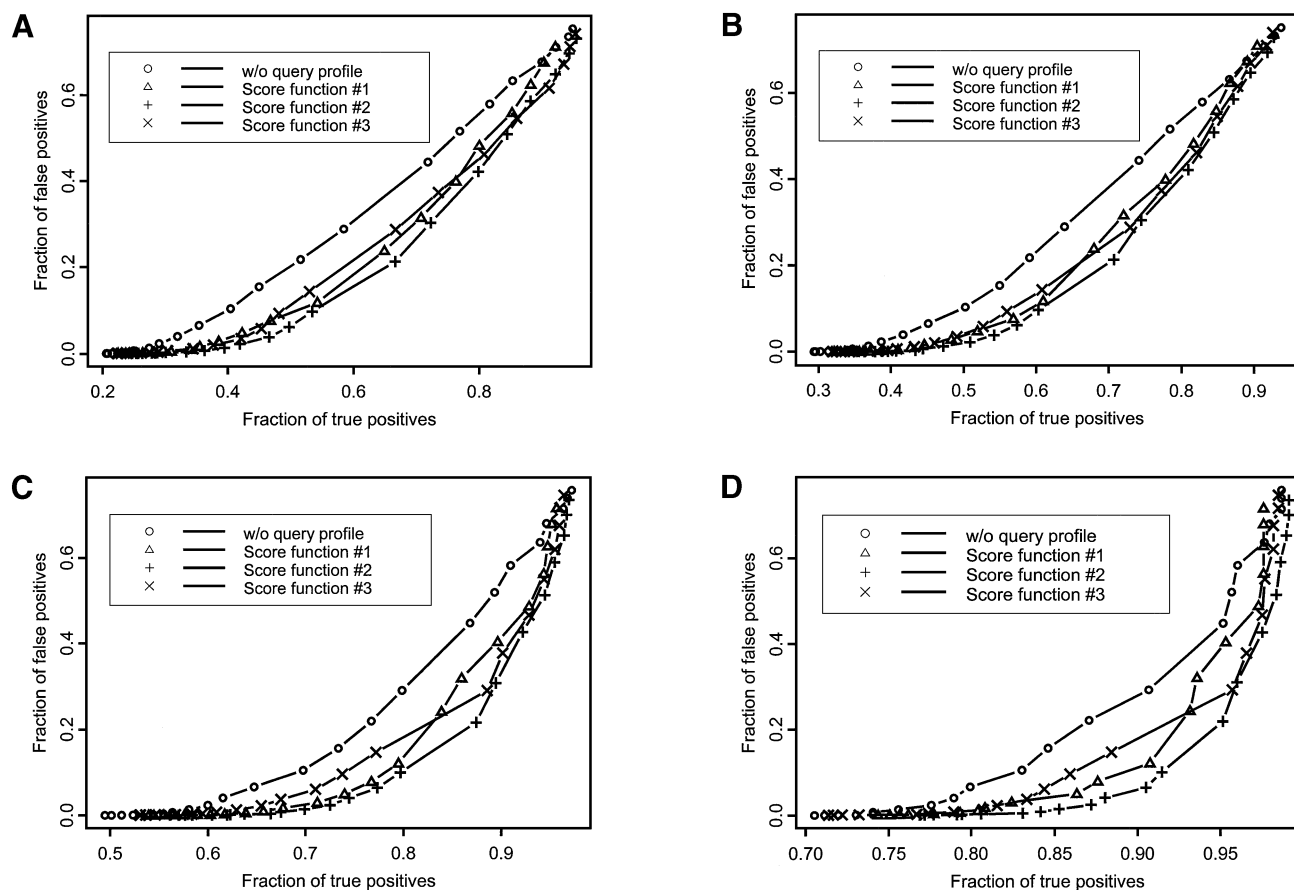 A
w/o query profile
Score function #1
Score function #2
Score function #3
Fraction of false positives
0.0
0.2
0.4
0.6
0.2 0.4 0.6 0.8
Fraction of true positives
B
w/o query profile
Score function #1
Score function #2
Score function #3
Fraction of false positives
0.0
0.2
0.4
0.6
0.3 0.4 0.5 0.6 0.7 0.8 0.9
Fraction of true positives
C
w/o query profile
Score function #1
Score function #2
Score function #3
Fraction of false positives
0.0
0.2
0.4
0.6
0.5 0.6 0.7 0.8 0.9
Fraction of true positives
D
w/o query profile
Score function #1
Score function #2
Score function #3
Fraction of false positives
0.0
0.2
0.4
0.6
0.70 0.75 0.80 0.85 0.90 0.95
Fraction of true positives